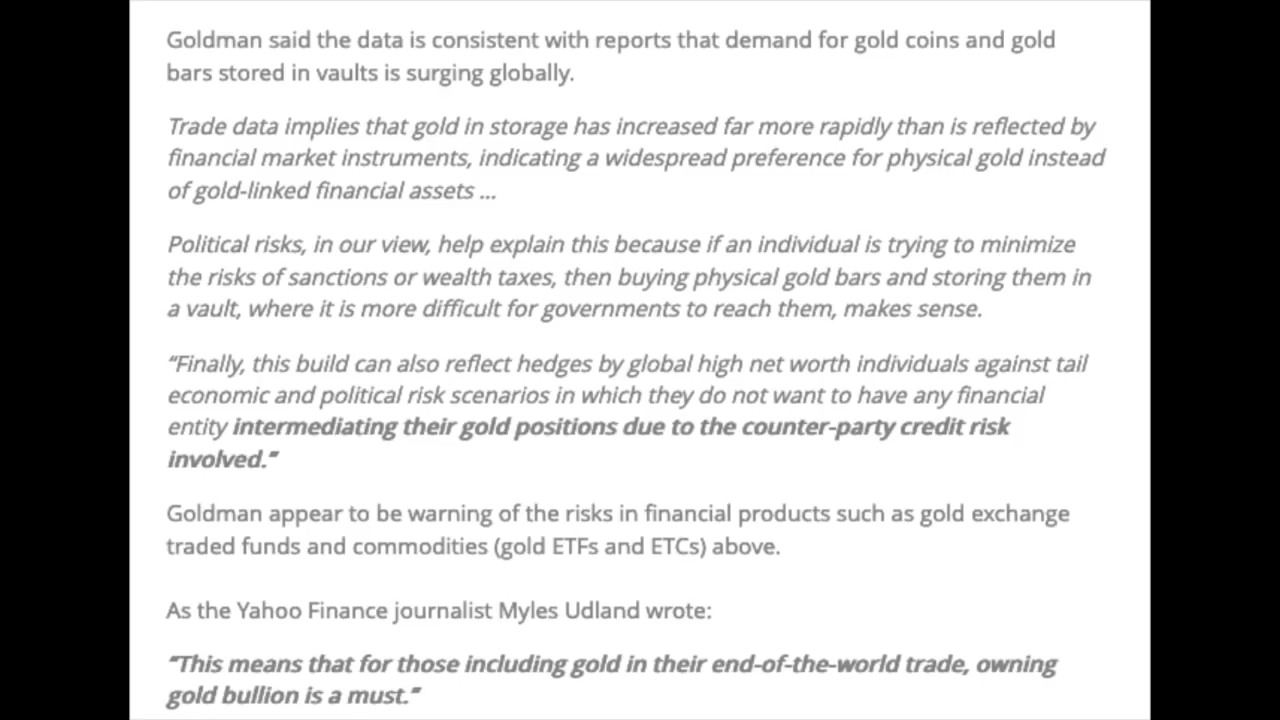 Goldman said the data is consistent with reports that demand for gold coins and gold
bars stored in vaults is surging globally.
Trade data implies that gold in storage has increased far more rapidly than is reflected by
financial market instruments, indicating a widespread preference for physical gold instead
of gold-linked financial assets ...
Political risks, in our view, help explain this because if an individual is trying to minimize
the risks of sanctions or wealth taxes, then buying physical gold bars and storing them in
a vault, where it is more difficult for governments to reach them, makes sense.
“Finally, this build can also reflect hedges by global high net worth individuals against tail
economic and political risk scenarios in which they do not want to have any financial
entity intermediating their gold positions due to the counter-party credit risk
involved.”
Goldman appear to be warning of the risks in financial products such as gold exchange
traded funds and commodities (gold ETFs and ETCs) above.
As the Yahoo Finance journalist Myles Udland wrote:
“This means that for those including gold in their end-of-the-world trade, owning
gold bullion is a must.”